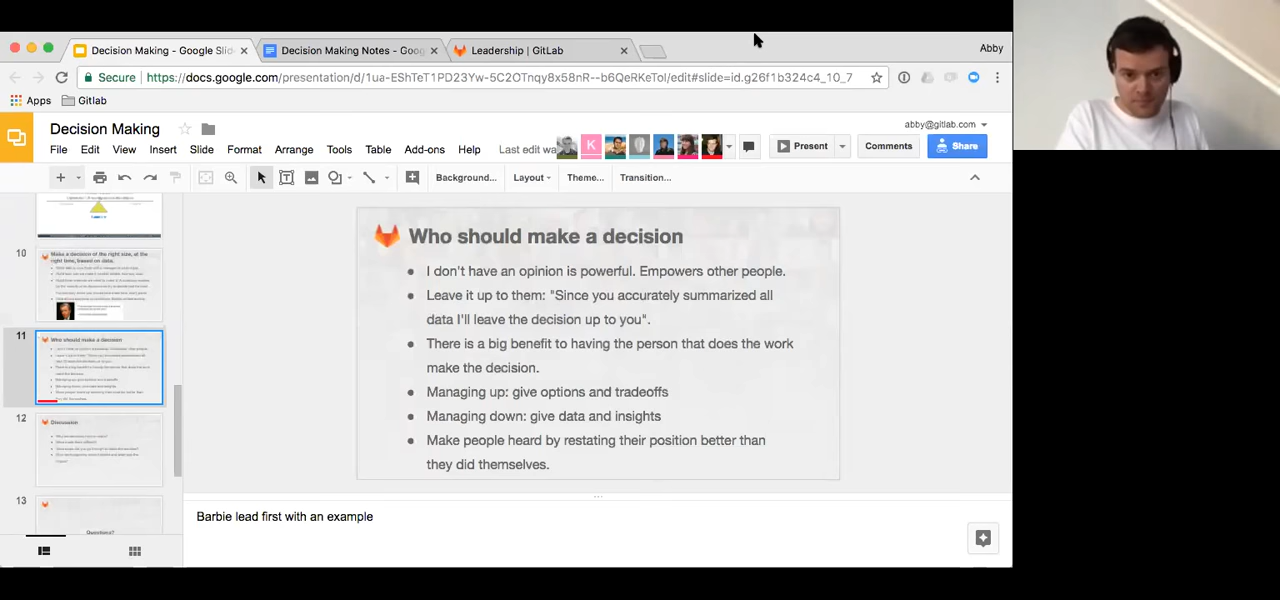 Decision Making - Google Slid
Decision Making Notes - Goog
Leadership | GitLab
Abby
Secure
https://docs.google.com/presentation/d/1ua-EShTeT1PD23Yw-5C2OTnqy8x58nR--b6QeRKeTol/edit#slide=id.g26f1b324c4_10_7
Apps
Gitlab
Decision Making
abby@gitlab.com
File Edit View Insert Slide Format Arrange Tools Table Add-ons Help Last edit wa
K
Present
Comments
Share
Background...
Layout
Theme...
Transition...
10
Make a decision of the right size, at the
right time, based on data.
11
Who should make a decision
12
Discussion
13
Questions?
Who should make a decision
I don't have an opinion is powerful. Empowers other people.
Leave it up to them: "Since you accurately summarized all
data I'll leave the decision up to you".
There is a big benefit to having the person that does the work
make the decision.
Managing up: give options and tradeoffs
Managing down: give data and insights
Make people heard by restating their position better than
they did themselves.
Barbie lead first with an example